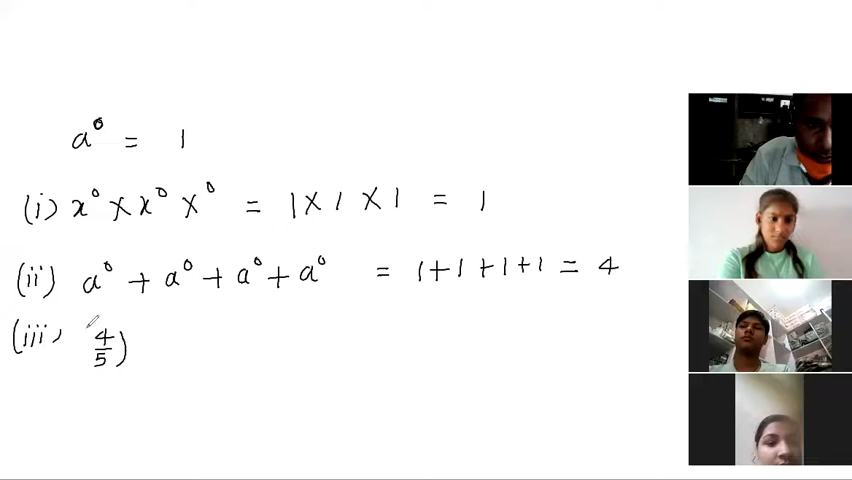 a⁰ = 1
(i) x⁰ × x⁰ x⁰ = 1 × 1 × 1 = 1
(ii) a⁰ + a⁰ + a⁰ + a⁰ = 1 + 1 + 1 + 1 = 4
(iii) 4/5)